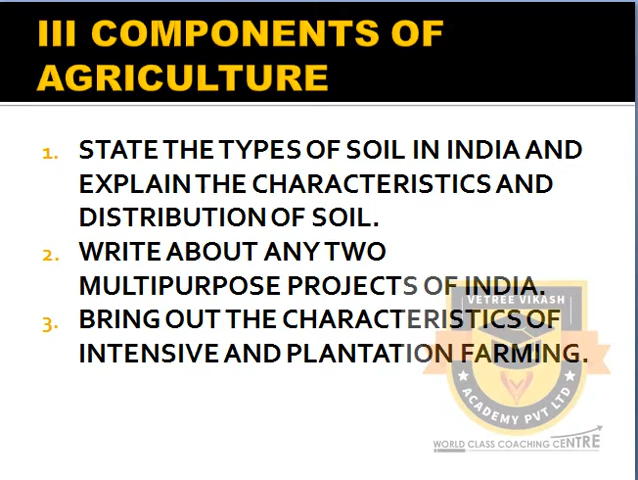 III COMPONENTS OF
AGRICULTURE
1. STATE THE TYPES OF SOIL IN INDIA AND
EXPLAIN THE CHARACTERISTICS AND
DISTRIBUTION OF SOIL.
2. WRITE ABOUT ANY TWO
MULTIPURPOSE PROJECTS OF INDIA.
3. BRING OUT THE CHARACTERISTICS OF
INTENSIVE AND PLANTATION FARMING.
VETREE VIKASH
ACADEMY PVT LTD
WORLD CLASS COACHING CENTRE